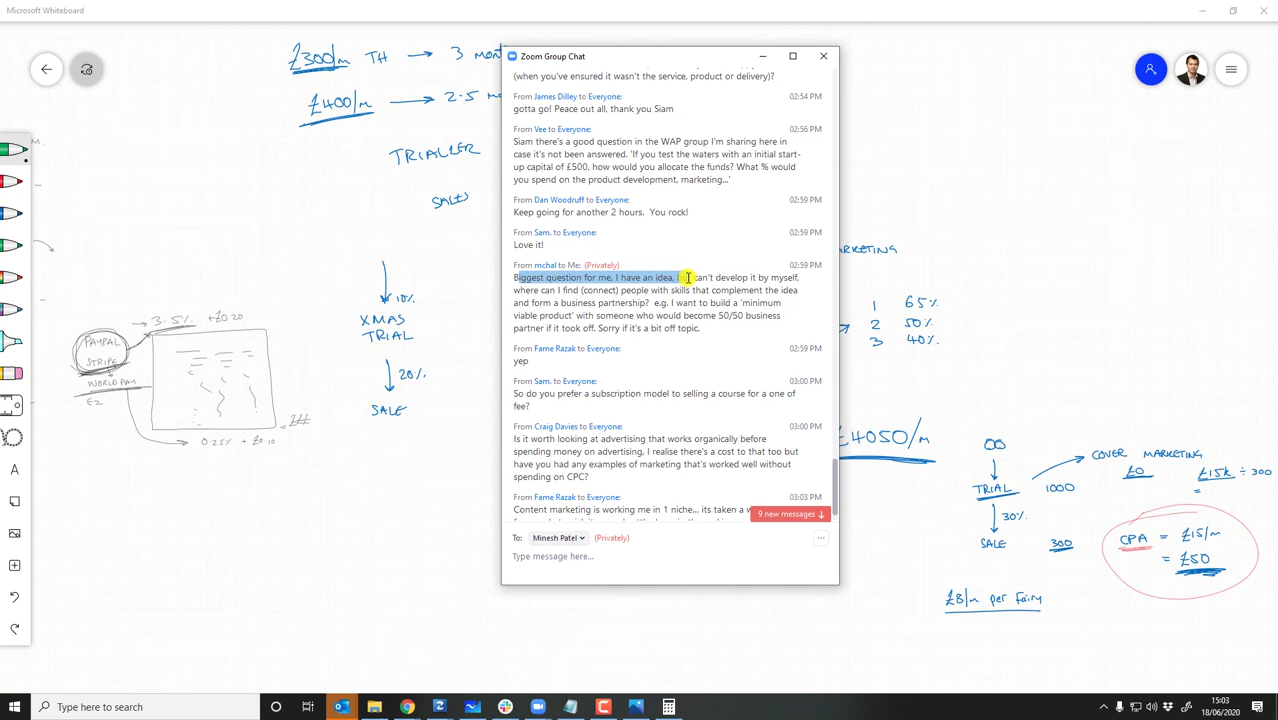 Microsoft Whiteboard
£300/m TH → 3 mont
£400/m → 2.5 mo
TRIALLER
SALES
10%
XMAS
TRIAL
20%
SALE
3.5% + £0.20
PAYPAL
STRIPE
WORLD PAY
0.25% + £0.10
Zoom Group Chat
(when you've ensured it wasn't the service, product or delivery)?
From James Dilley to Everyone: 02:54 PM
gotta go! Peace out all, thank you Siam
From Vee to Everyone: 02:56 PM
Siam there's a good question in the WAP group I'm sharing here in
case it's not been answered. 'If you test the waters with an initial start-
up capital of £500, how would you allocate the funds? What % would
you spend on the product development, marketing...'
From Dan Woodruff to Everyone: 02:59 PM
Keep going for another 2 hours. You rock!
From Sam. to Everyone: 02:59 PM
Love it!
From mchal to Me: (Privately) 02:59 PM
Biggest question for me, I have an idea, but can't develop it by myself,
where can I find (connect) people with skills that complement the idea
and form a business partnership? e.g. I want to build a 'minimum
viable product' with someone who would become 50/50 business
partner if it took off. Sorry if it's a bit off topic.
From Fame Razak to Everyone: 02:59 PM
yep
From Sam. to Everyone: 03:00 PM
So do you prefer a subscription model to selling a course for a one of
fee?
From Craig Davies to Everyone: 03:00 PM
Is it worth looking at advertising that works organically before
spending money on advertising, I realise there's a cost to that too but
have you had any examples of marketing that's worked well without
spending on CPC?
From Fame Razak to Everyone: 03:03 PM
Content marketing is working me in 1 niche... its taken a w
9 new messages
To: Minesh Patel (Privately)
Type message here...
RKETING
1 65%
2 50%
3 40%
£4050/m
COVER MARKETING
£0 £15k ÷ 300
=
TRIAL 1000
30%
SALE 300
CPA = £15/m
= £50
£8/m per Fairy
Type here to search
15:03
18/06/2020